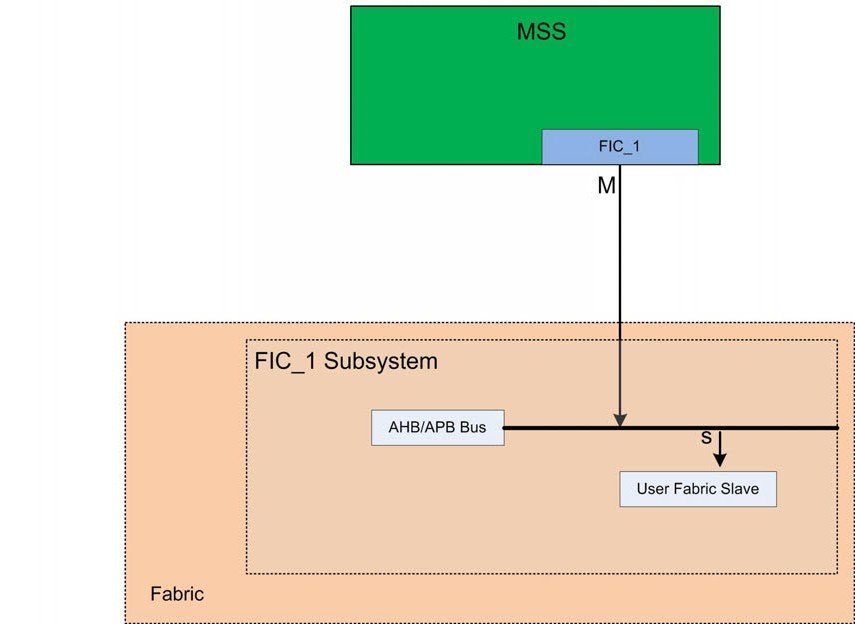 MSS
FIC_1
M
FIC_1 Subsystem
AHB/APB Bus
S
User Fabric Slave
Fabric